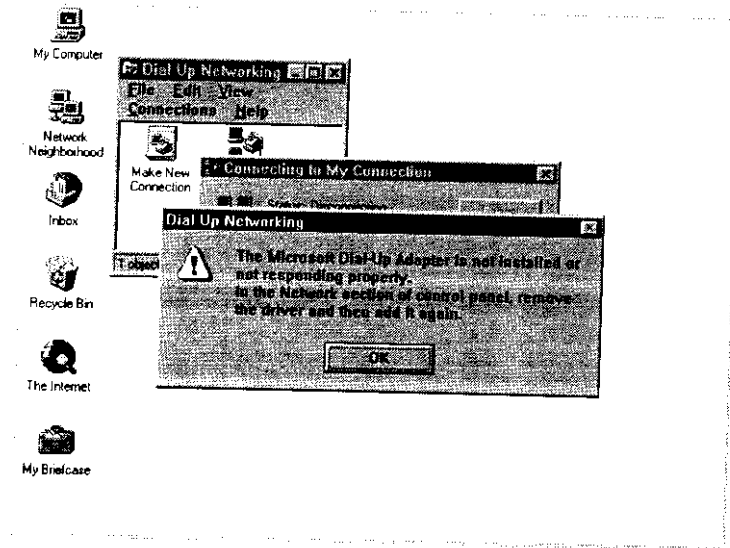 My Computer
Network
Neighborhood
Inbox
Recycle Bin
The Internet
My Briefcase
Dial Up Networking
File Edit View
Connections Help
Make New
Connection
1 object
Connecting to My Connection
Dial Up Networking
The Microsoft Dial-Up Adapter is not installed or
not responding properly.
In the Network section of control panel, remove
the driver and then add it again.
OK